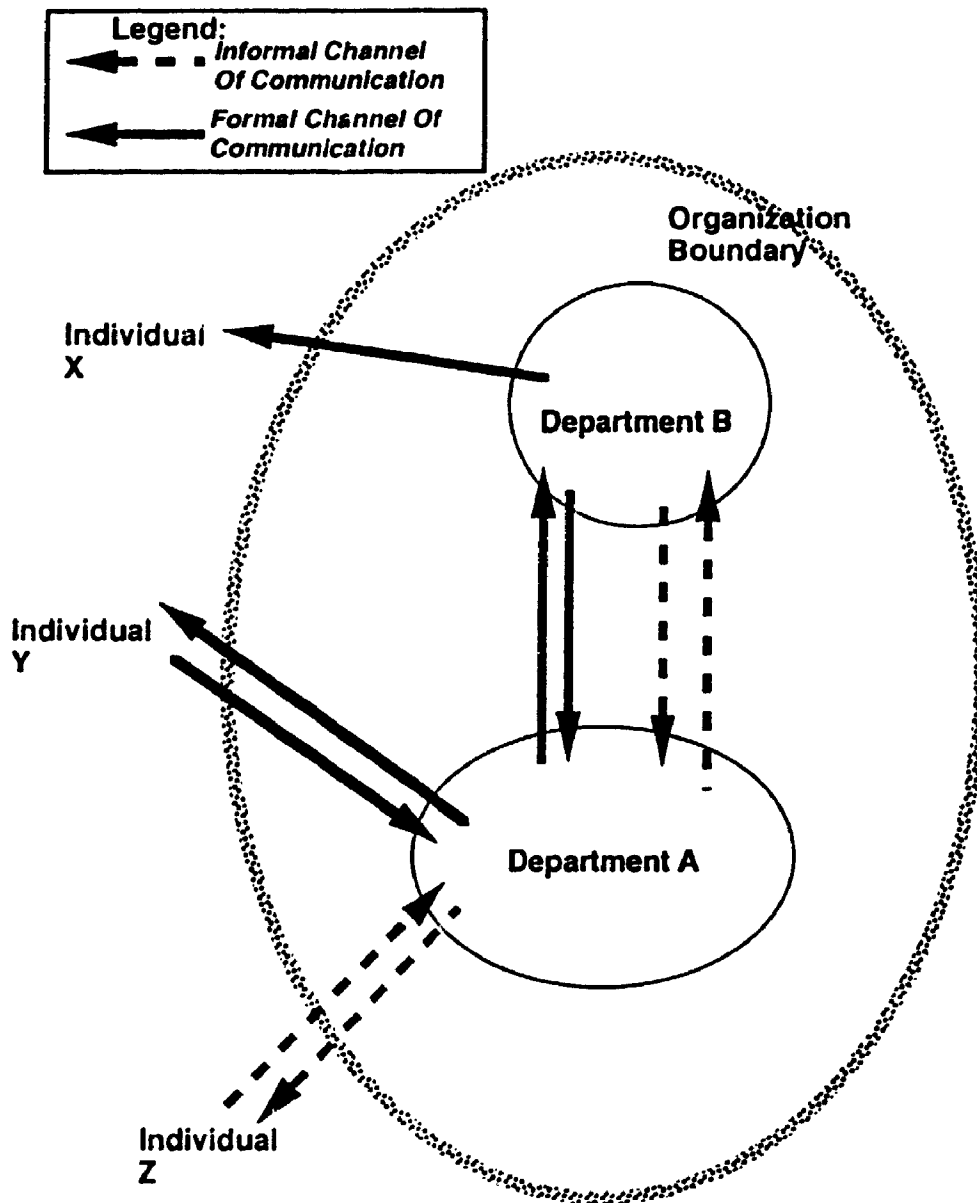 Legend:
Informal Channel
Of Communication
Formal Channel Of
Communication
Organization
Boundary
Individual
X
Department B
Individual
Y
Department A
Individual
Z